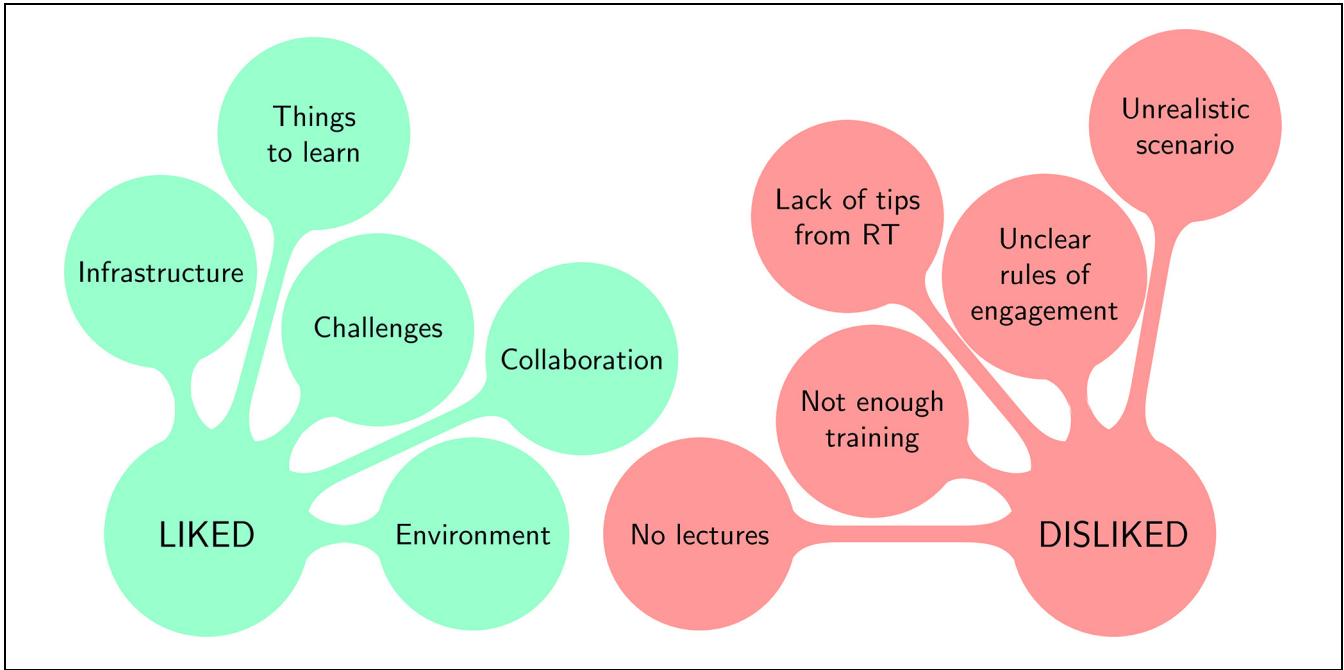 Things
to learn
Infrastructure
Challenges
Collaboration
Environment
LIKED
Unrealistic
scenario
Lack of tips
from RT
Unclear
rules of
engagement
Not enough
training
No lectures
DISLIKED